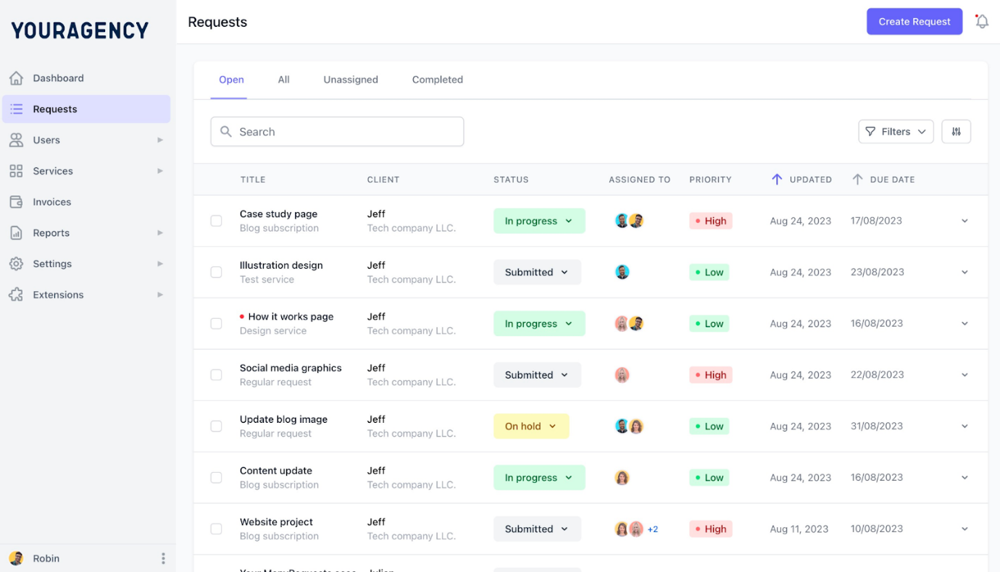 YOURAGENCY
Requests
Create Request
Dashboard
Requests
Users
Services
Invoices
Reports
Settings
Extensions
Robin
Open All Unassigned Completed
Search
Filters
TITLE CLIENT STATUS ASSIGNED TO PRIORITY UPDATED DUE DATE
Case study page Jeff In progress High Aug 24, 2023 17/08/2023
Blog subscription Tech company LLC.
Illustration design Jeff Submitted Low Aug 24, 2023 23/08/2023
Test service Tech company LLC.
How it works page Jeff In progress Low Aug 24, 2023 16/08/2023
Design service Tech company LLC.
Social media graphics Jeff Submitted High Aug 24, 2023 22/08/2023
Regular request Tech company LLC.
Update blog image Jeff On hold Low Aug 24, 2023 31/08/2023
Regular request Tech company LLC.
Content update Jeff In progress Low Aug 24, 2023 16/08/2023
Blog subscription Tech company LLC.
Website project Jeff Submitted +2 High Aug 11, 2023 10/08/2023
Blog subscription Tech company LLC.